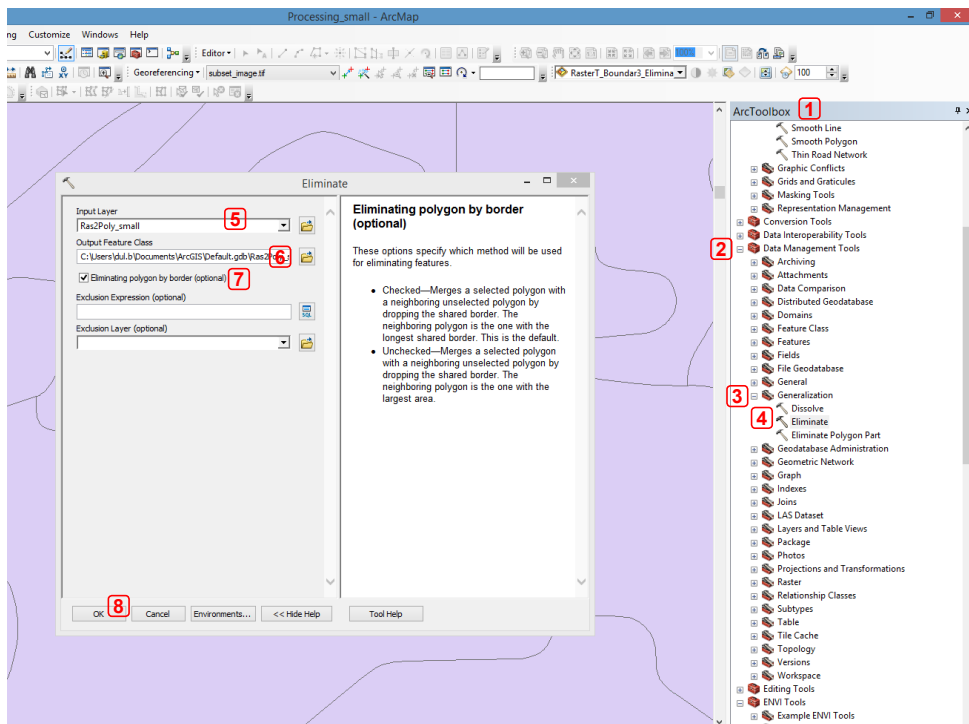 Processing_small - ArcMap
ng Customize Windows Help
Editor
Georeferencing subset_image.tif
RasterT_Boundar3_Elimina
100
ArcToolbox 1
Smooth Line
Smooth Polygon
Thin Road Network
Graphic Conflicts
Grids and Graticules
Masking Tools
Representation Management
Conversion Tools
Data Interoperability Tools
2 Data Management Tools
Archiving
Attachments
Data Comparison
Distributed Geodatabase
Domains
Feature Class
Features
Fields
File Geodatabase
General
3 Generalization
Dissolve
4 Eliminate
Eliminate Polygon Part
Geodatabase Administration
Geometric Network
Graph
Indexes
Joins
LAS Dataset
Layers and Table Views
Package
Photos
Projections and Transformations
Raster
Relationship Classes
Subtypes
Table
Tile Cache
Topology
Versions
Workspace
Editing Tools
ENVI Tools
Example ENVI Tools
Eliminate
Input Layer
Ras2Poly_small 5
Output Feature Class
C:\Users\dul.b\Documents\ArcGIS\Default.gdb\Ras2Poly_s 6
Eliminating polygon by border (optional) 7
Exclusion Expression (optional)
SQL
Exclusion Layer (optional)
Eliminating polygon by border
(optional)
These options specify which method will be used
for eliminating features.
• Checked—Merges a selected polygon with
a neighboring unselected polygon by
dropping the shared border. The
neighboring polygon is the one with the
longest shared border. This is the default.
• Unchecked—Merges a selected polygon
with a neighboring unselected polygon by
dropping the shared border. The
neighboring polygon is the one with the
largest area.
OK 8 Cancel Environments... << Hide Help Tool Help